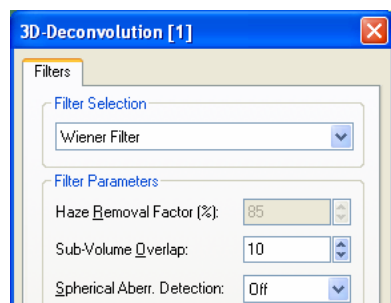 3D-Deconvolution [1]
Filters
Filter Selection
Wiener Filter
Filter Parameters
Haze Removal Factor (%): 85
Sub-Volume Overlap: 10
Spherical Aberr. Detection: Off